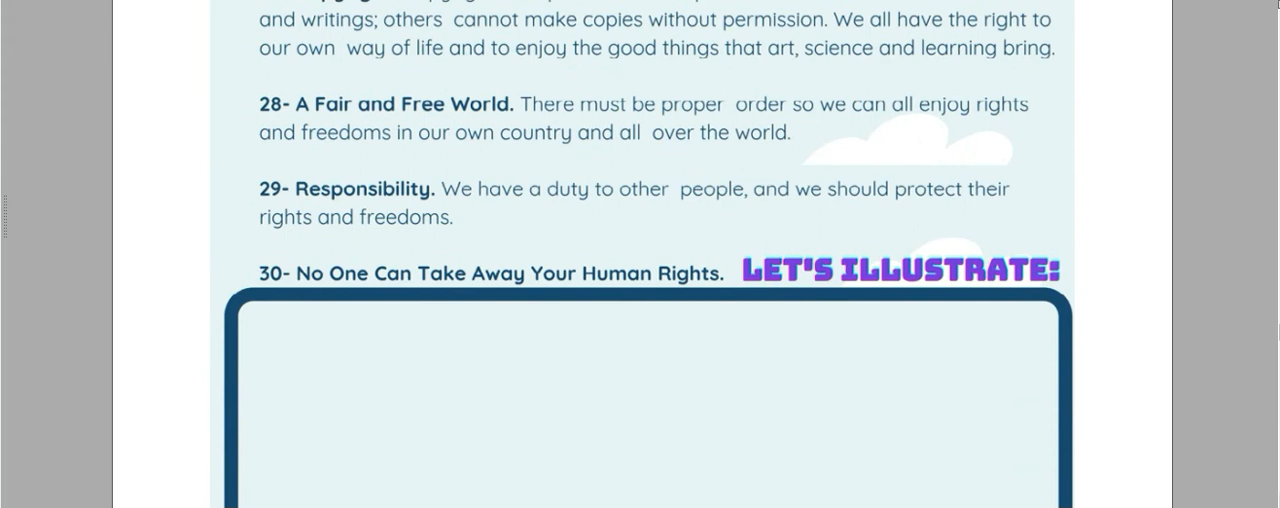 and writings; others cannot make copies without permission. We all have the right to
our own way of life and to enjoy the good things that art, science and learning bring.
28- A Fair and Free World. There must be proper order so we can all enjoy rights
and freedoms in our own country and all over the world.
29- Responsibility. We have a duty to other people, and we should protect their
rights and freedoms.
30- No One Can Take Away Your Human Rights. LET'S ILLUSTRATE: